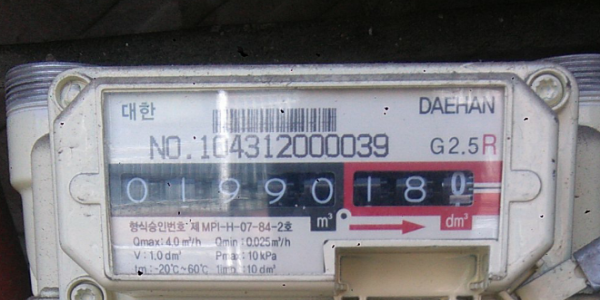 대한 DAEHAN
NO.104312000039 G2.5R
01990 180
m³ dm³
형식승인번호 제 MPI-H-07-84-2호
Qmax: 4.0 m³/h Qmin: 0.025 m³/h
V : 1.0 dm³ Pmax: 10 kPa
tm : -20℃~60℃ 1imb : 10 dm³